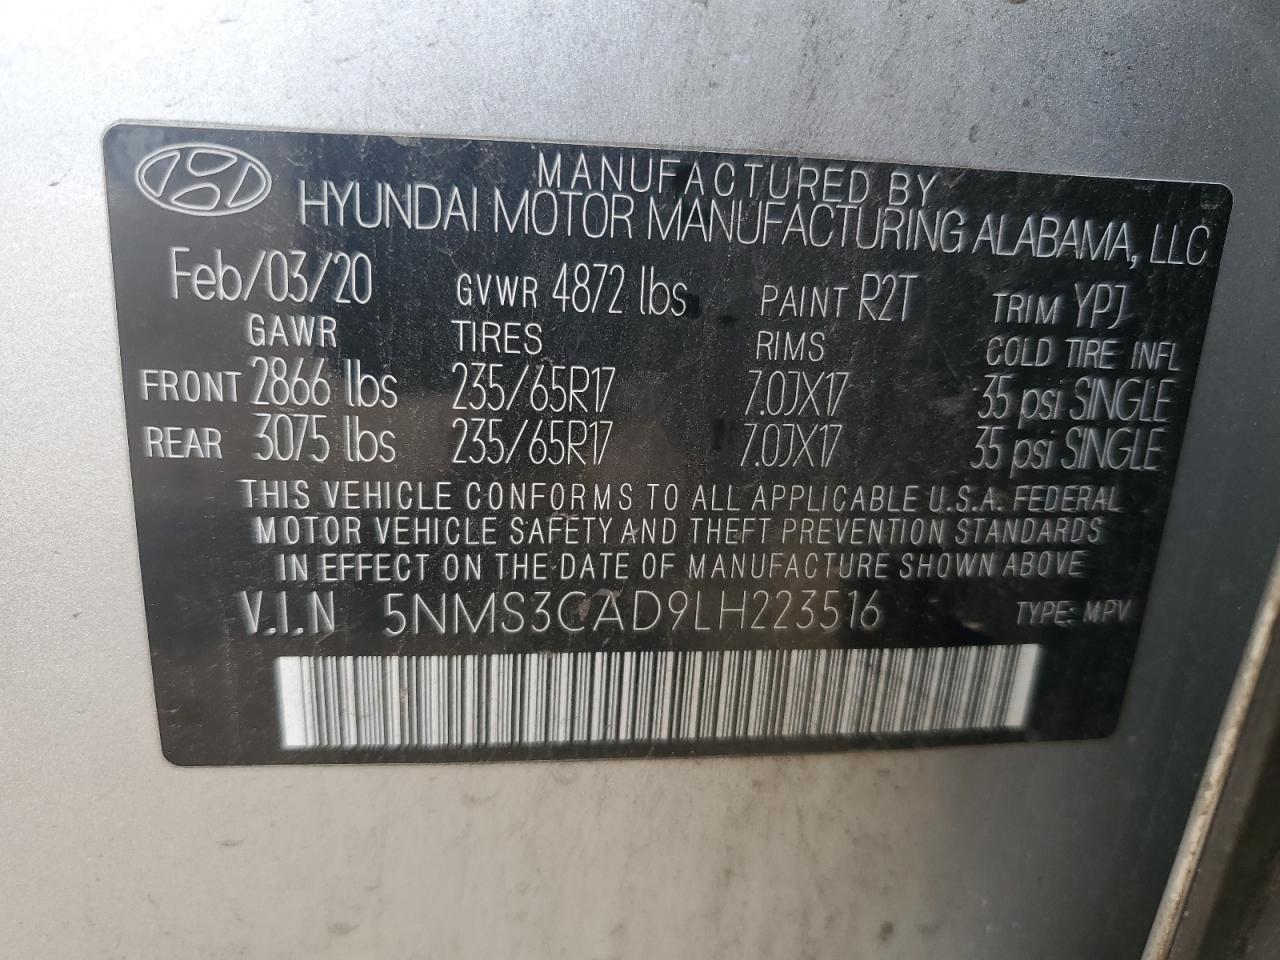 MANUFACTURED BY
HYUNDAI MOTOR MANUFACTURING ALABAMA, LLC
Feb/03/20 GVWR 4872 lbs PAINT R2T TRIM YPJ
GAWR TIRES RIMS COLD TIRE INFL
FRONT 2866 lbs 235/65R17 7.0JX17 35 psi SINGLE
REAR 3075 lbs 235/65R17 7.0JX17 35 psi SINGLE
THIS VEHICLE CONFORMS TO ALL APPLICABLE U.S.A. FEDERAL
MOTOR VEHICLE SAFETY AND THEFT PREVENTION STANDARDS
IN EFFECT ON THE DATE OF MANUFACTURE SHOWN ABOVE
V.I.N 5NMS3CAD9LH223516 TYPE: MPV